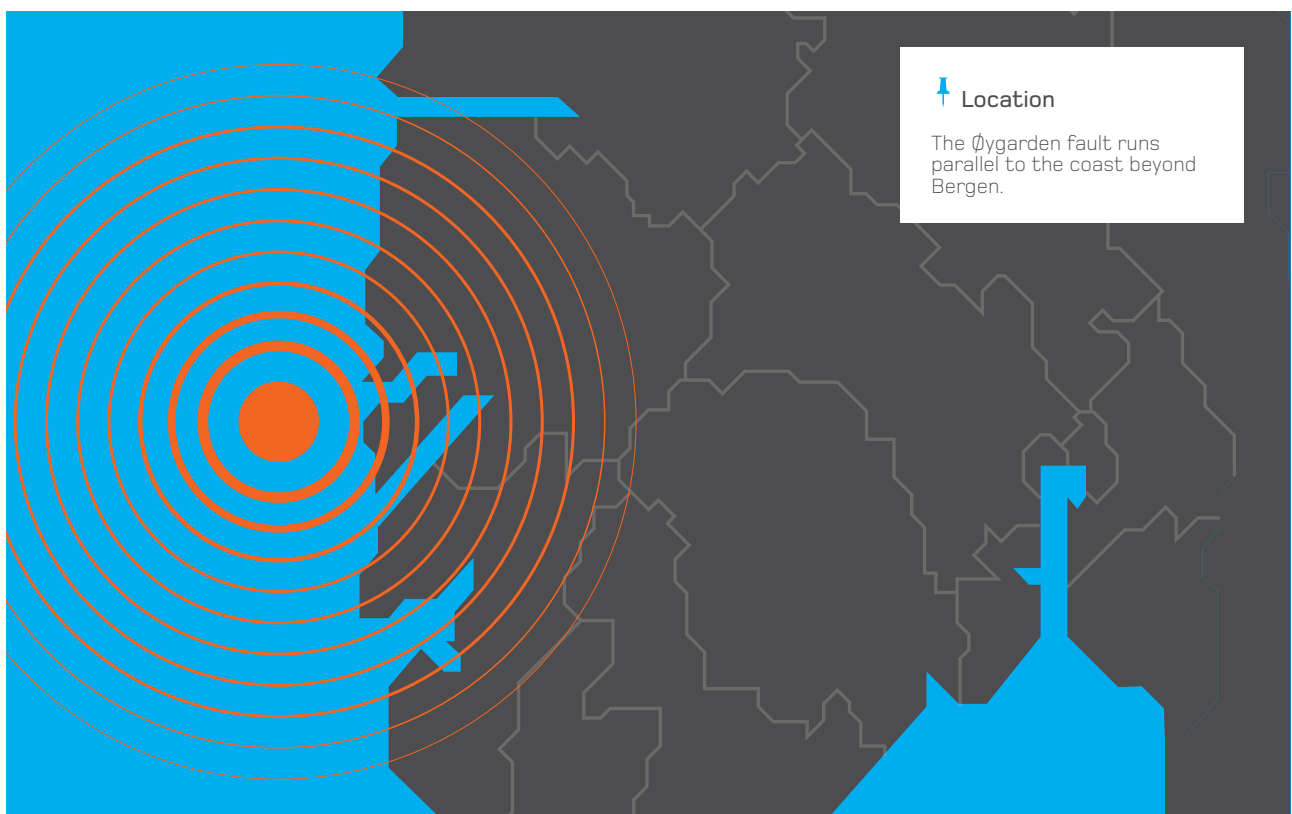 Location
The Øygarden fault runs
parallel to the coast beyond
Bergen.